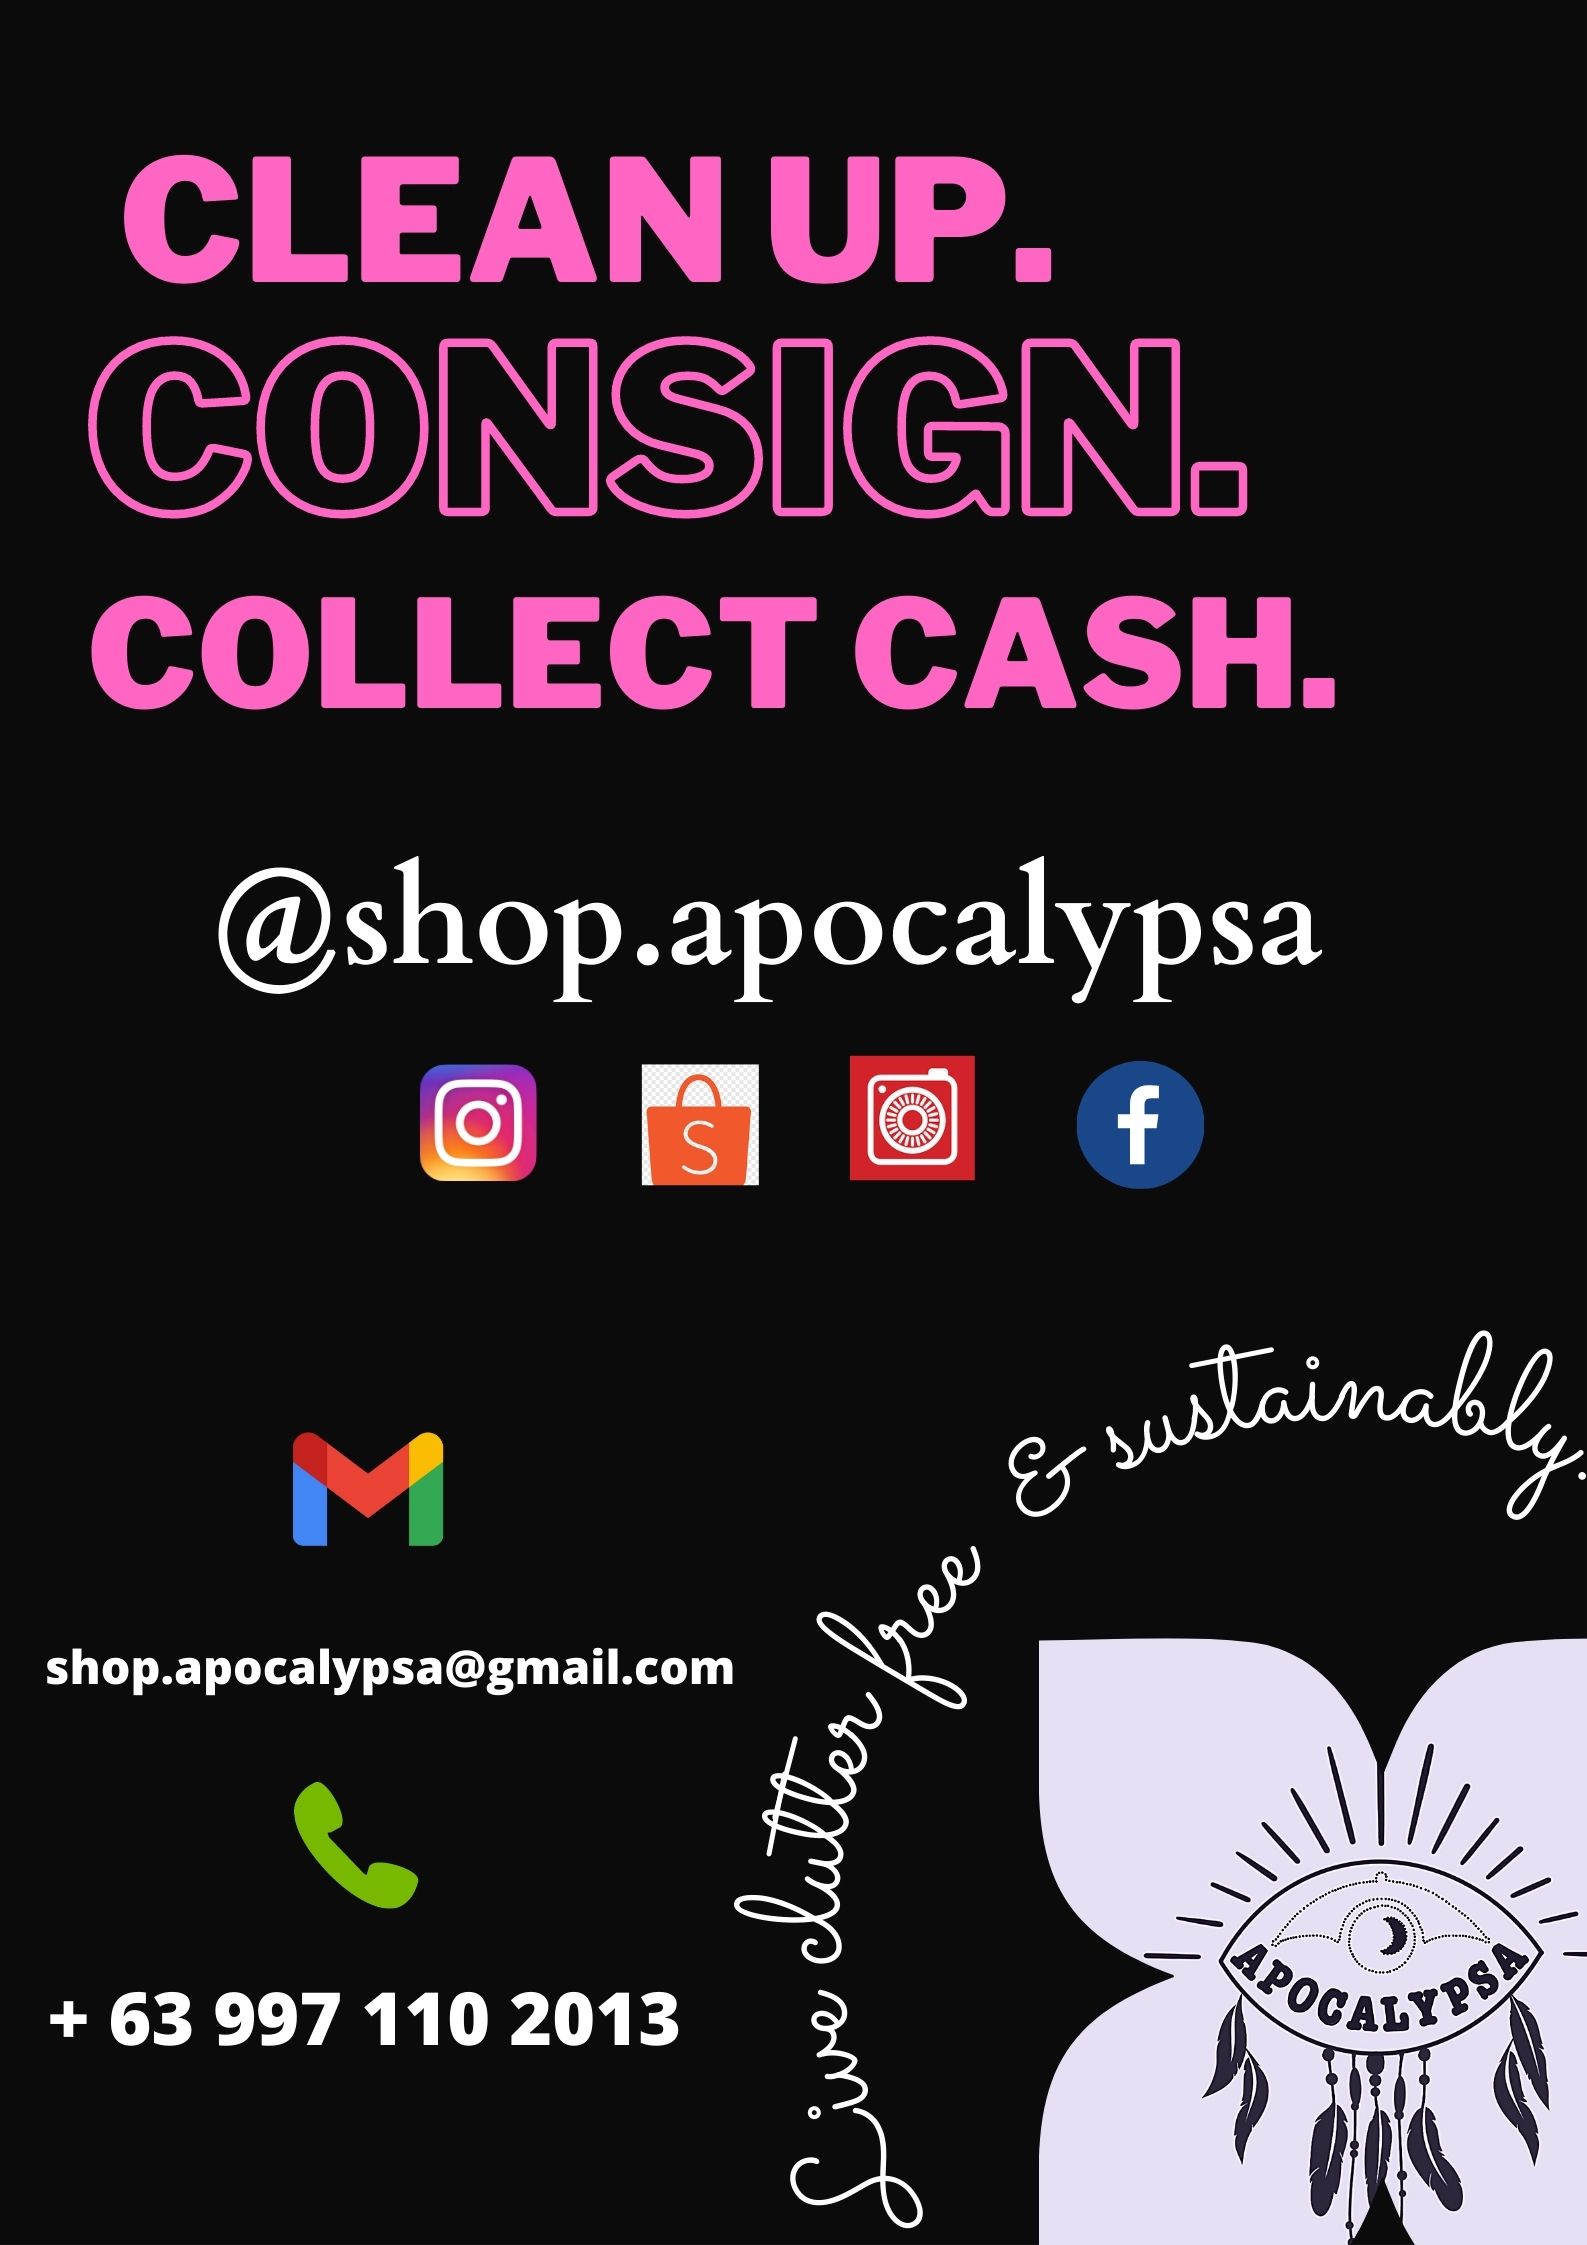 CLEAN UP.
CONSIGN.
COLLECT CASH.
@shop.apocalypsa
S
shop.apocalypsa@gmail.com
+ 63 997 110 2013
Live clutter free & sustainably.
APOCALYPSA